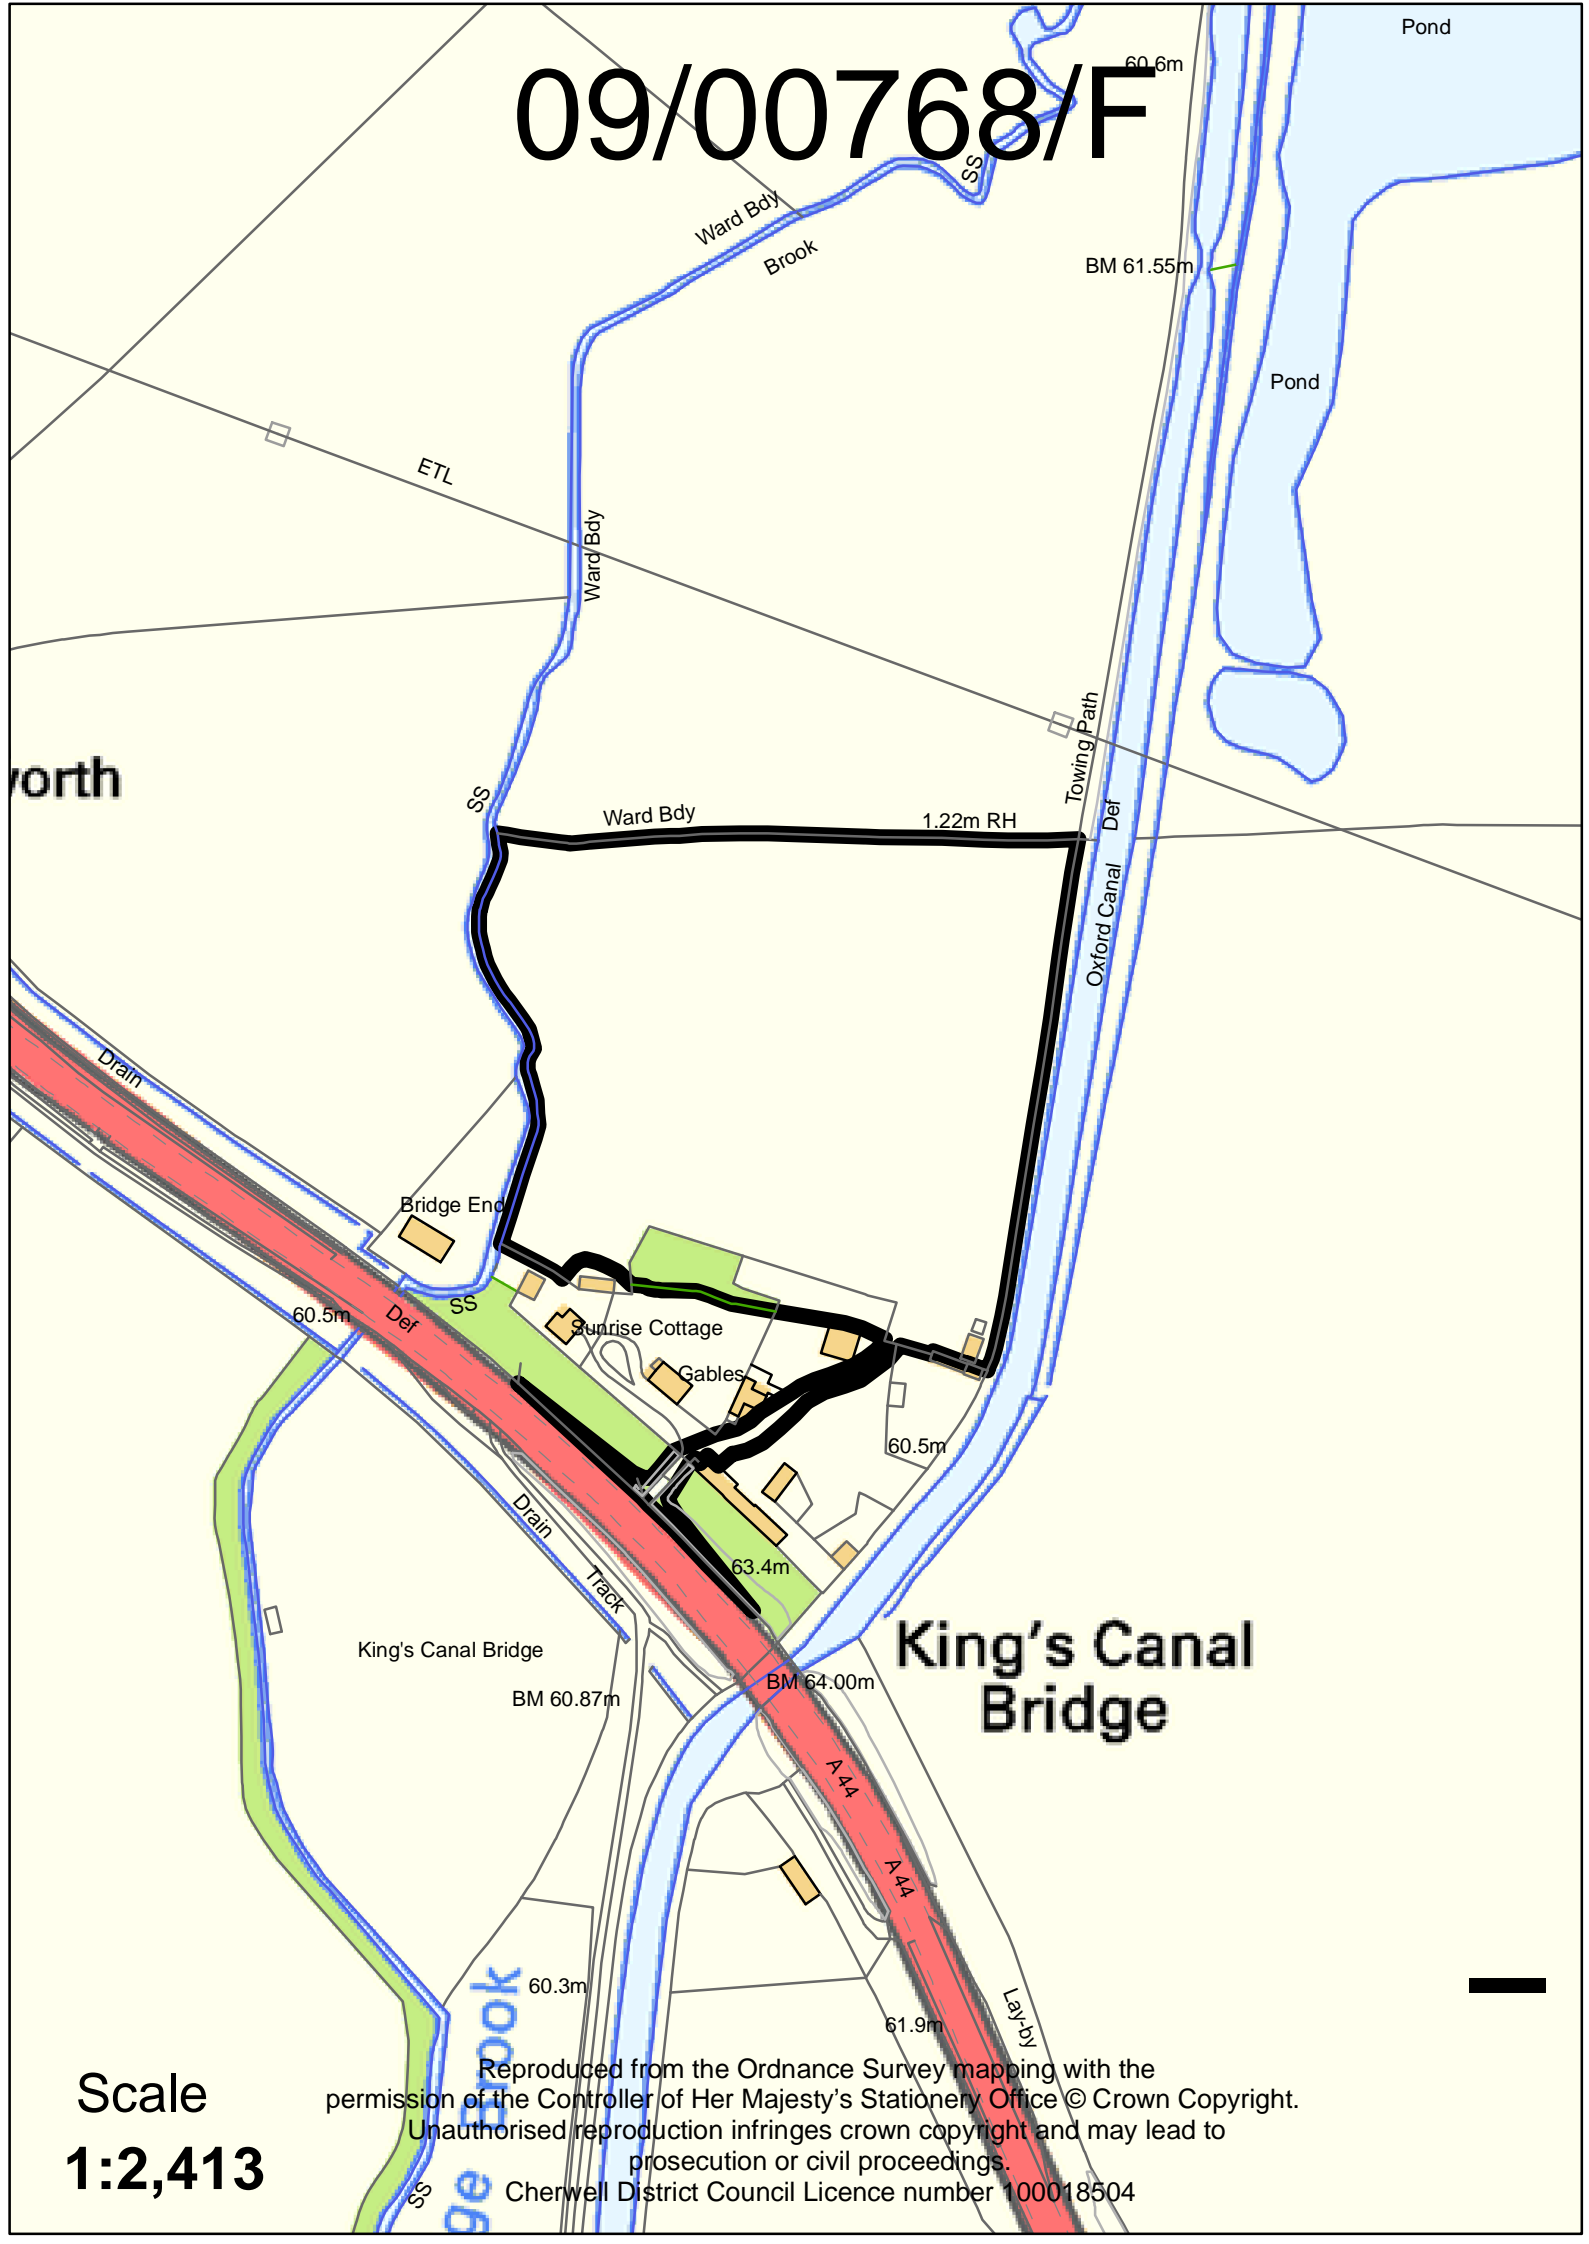 Pond
60.6m
09/00768/F
SS
Ward Bdy
Brook
BM 61.55m
Pond
ETL
Ward Bdy
Towing Path
orth
SS
Ward Bdy
1.22m RH
Def
Oxford Canal
Drain
Bridge End
SS
60.5m
Def
Sunrise Cottage
Gables
60.5m
Drain
63.4m
Track
King's Canal Bridge
King's Canal
Bridge
BM 64.00m
BM 60.87m
A 44
A 44
60.3m
Lay-by
61.9m
ge Brook
SS
Scale
1:2,413
Reproduced from the Ordnance Survey mapping with the
permission of the Controller of Her Majesty's Stationery Office © Crown Copyright.
Unauthorised reproduction infringes crown copyright and may lead to
prosecution or civil proceedings.
Cherwell District Council Licence number 100018504